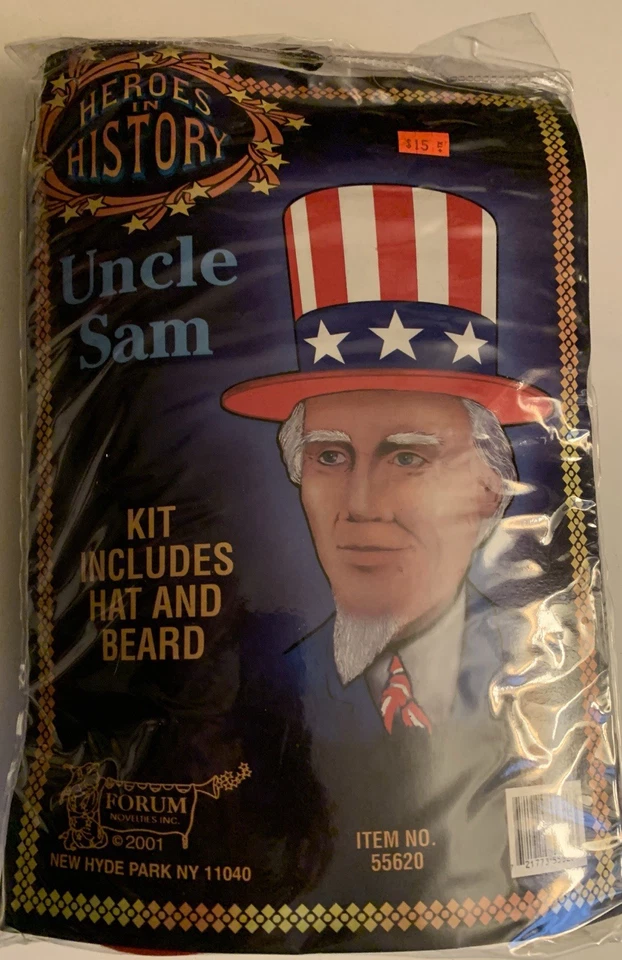 HEROES
IN
HISTORY
$15
Uncle
Sam
KIT
INCLUDES
HAT AND
BEARD
FORUM
NOVELTIES INC.
© 2001
NEW HYDE PARK NY 11040
ITEM NO.
55620